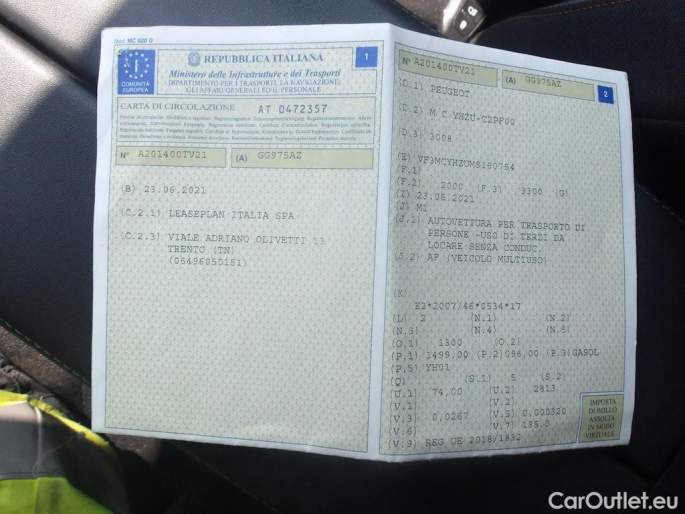 Mod. MC 820 D
COMUNITÀ
EUROPEA
REPUBBLICA ITALIANA
1
Ministero delle Infrastrutture e dei Trasporti
DIPARTIMENTO PER I TRASPORTI, LA NAVIGAZIONE,
GLI AFFARI GENERALI ED IL PERSONALE
CARTA DI CIRCOLAZIONE AT 0472357
N° A201400TV21 (A) GG975AZ
(B) 23.06.2021
(C.2.1) LEASEPLAN ITALIA SPA
(C.2.3) VIALE ADRIANO OLIVETTI 13
TRENTO (TN)
(06496050151)
N° A201400TV21 (A) GG975AZ
2
(D.1) PEUGEOT
(D.2) M C YHZU-C2PP00
(D.3) 3008
(E) VF3MCYHZUMS160754
(F.1)
(F.2) 2000 (F.3) 3300 (G)
(I) 23.06.2021
(J) M1
(J.1) AUTOVETTURA PER TRASPORTO DI
PERSONE -USO DI TERZI DA
LOCARE SENZA CONDUC.
(J.2) AF (VEICOLO MULTIUSO)
(K)
E2*2007/46*0534*17
(L) 2 (N.1) (N.2)
(N.3) (N.4) (N.5)
(O.1) 1300 (O.2)
(P.1) 1499,00 (P.2)096,00 (P.3)GASOL
(P.5) YH01
(Q) (S.1) 5 (S.2)
(U.1) 74,00 (U.2) 2813
(V.1) (V.2)
(V.3) 0.0267 (V.5) 0.000320
(V.6) (V.7) 135.0
(V.9) REG UE 2018/1832
IMPOSTA
DI BOLLO
ASSOLTA
IN MODO
VIRTUALE
CarOutlet.eu